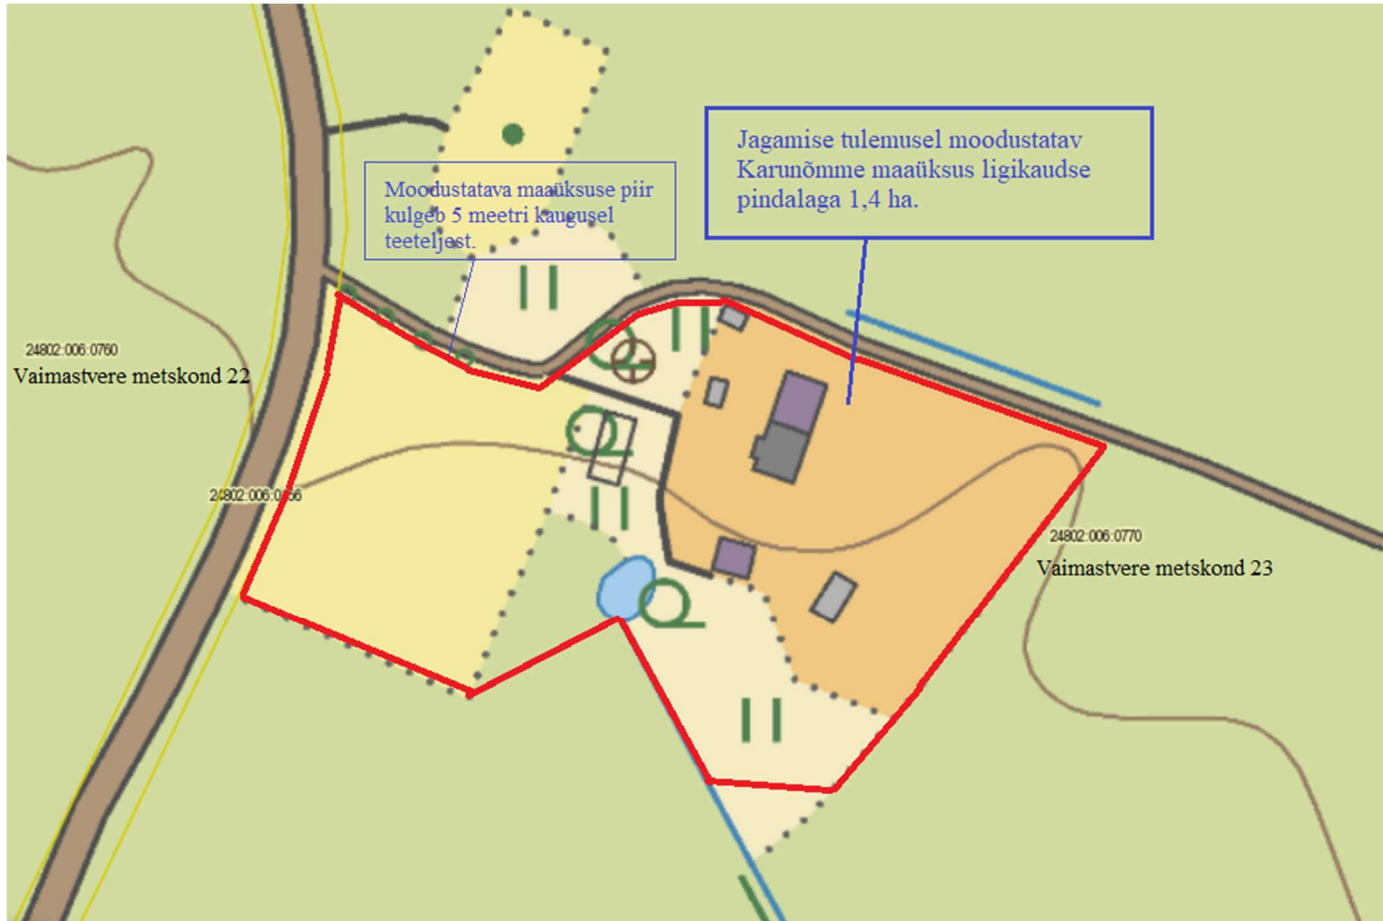 Jagamise tulemusel moodustatav
Karunõmme maaüksus ligikaudse
pindalaga 1,4 ha.
Moodustatava maaüksuse piir
kulgeb 5 meetri kaugusel
teeteljest.
24802:006:0760
Vaimastvere metskond 22
24802:006:0770
Vaimastvere metskond 23